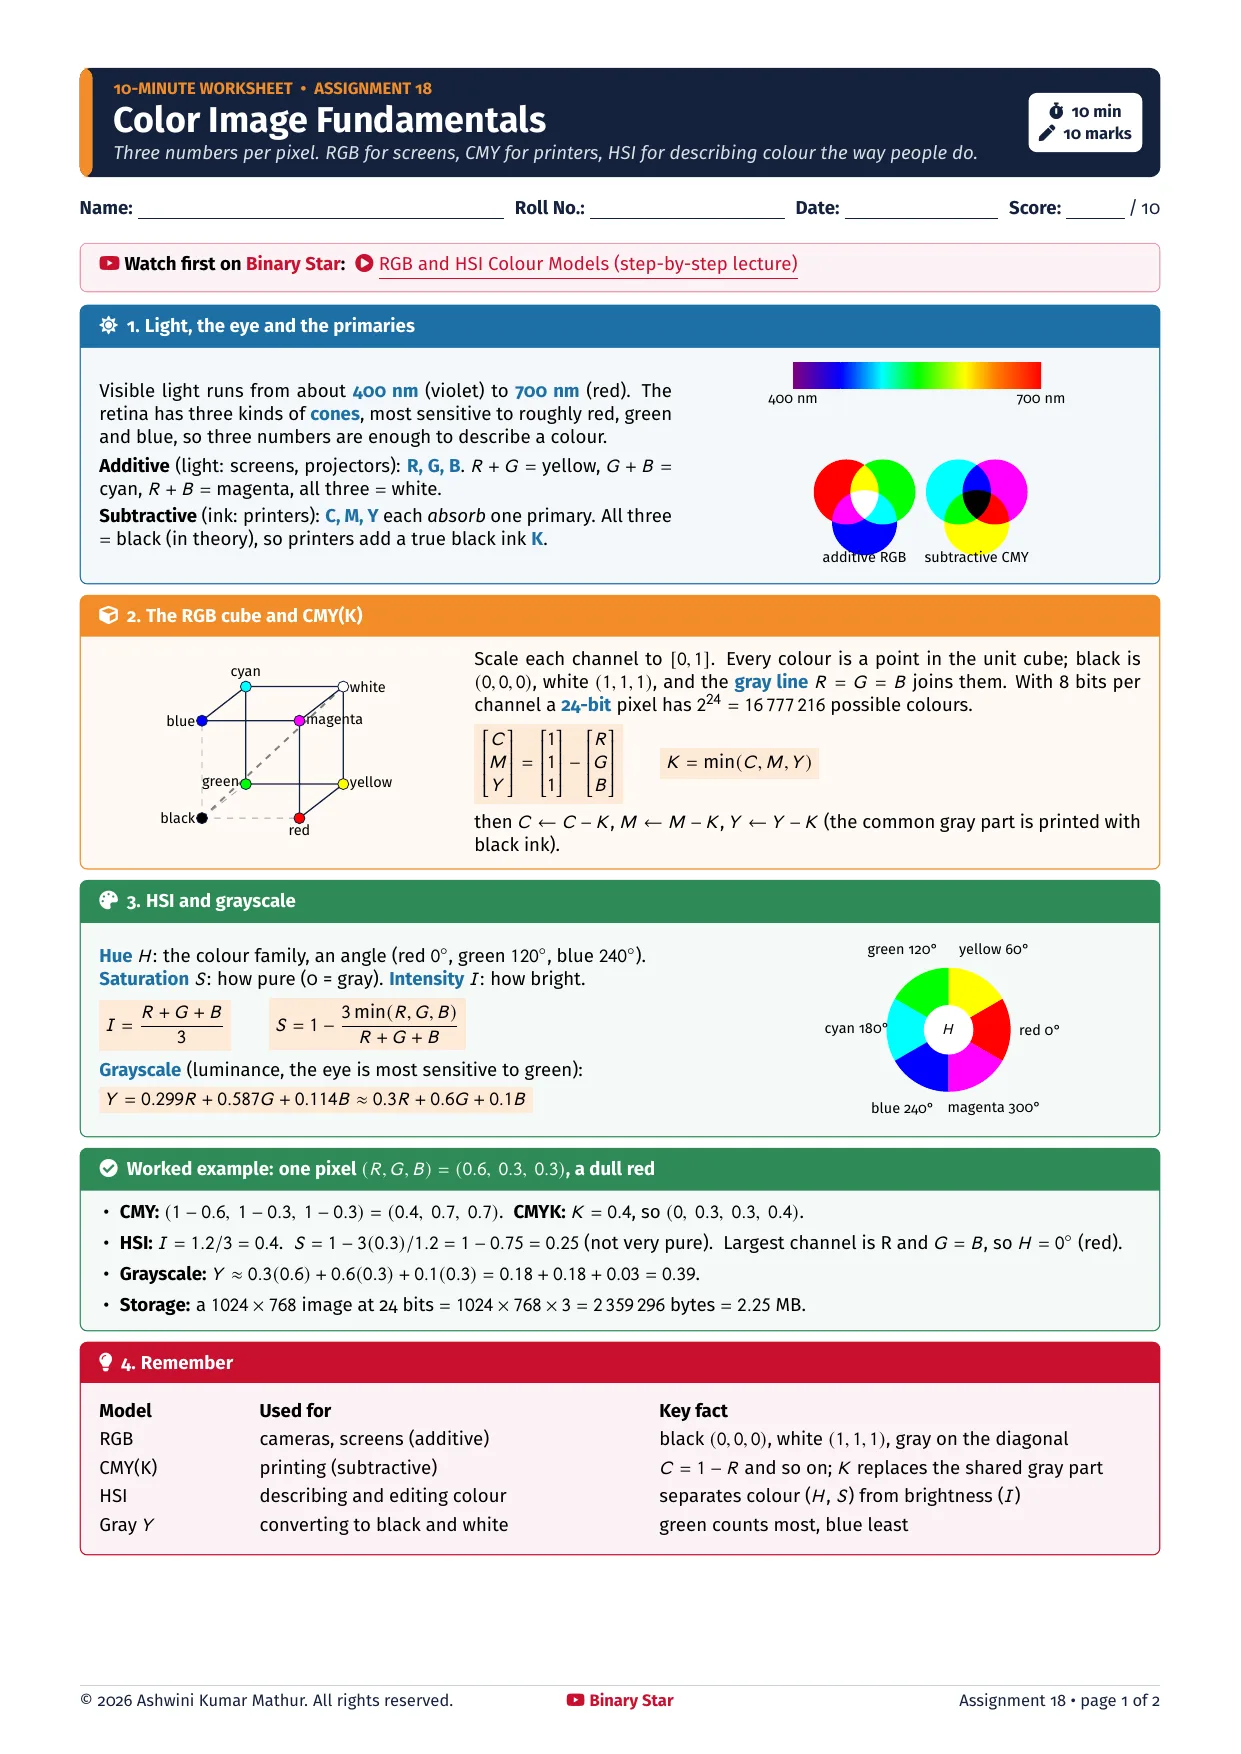 10-MINUTE WORKSHEET • ASSIGNMENT 18
Color Image Fundamentals
Three numbers per pixel. RGB for screens, CMY for printers, HSI for describing colour the way people do.
10 min
10 marks
Name: Roll No.: Date: Score: / 10
Watch first on Binary Star: RGB and HSI Colour Models (step-by-step lecture)
1. Light, the eye and the primaries
Visible light runs from about 400 nm (violet) to 700 nm (red). The
retina has three kinds of cones, most sensitive to roughly red, green
and blue, so three numbers are enough to describe a colour.
Additive (light: screens, projectors): R, G, B. R + G = yellow, G + B =
cyan, R + B = magenta, all three = white.
Subtractive (ink: printers): C, M, Y each absorb one primary. All three
= black (in theory), so printers add a true black ink K.
400 nm 700 nm
additive RGB subtractive CMY
2. The RGB cube and CMY(K)
cyan
white
blue
magenta
green
yellow
black
red
Scale each channel to [0, 1]. Every colour is a point in the unit cube; black is
(0, 0, 0), white (1, 1, 1), and the gray line R = G = B joins them. With 8 bits per
channel a 24-bit pixel has 2^24 = 16 777 216 possible colours.
[C M Y] = [1 1 1] − [R G B] K = min(C, M, Y)
then C ← C − K, M ← M − K, Y ← Y − K (the common gray part is printed with
black ink).
3. HSI and grayscale
Hue H: the colour family, an angle (red 0°, green 120°, blue 240°).
Saturation S: how pure (0 = gray). Intensity I: how bright.
I = (R + G + B)/3 S = 1 − 3 min(R, G, B)/(R + G + B)
Grayscale (luminance, the eye is most sensitive to green):
Y = 0.299R + 0.587G + 0.114B ≈ 0.3R + 0.6G + 0.1B
green 120° yellow 60°
cyan 180° H red 0°
blue 240° magenta 300°
Worked example: one pixel (R, G, B) = (0.6, 0.3, 0.3), a dull red
• CMY: (1 − 0.6, 1 − 0.3, 1 − 0.3) = (0.4, 0.7, 0.7). CMYK: K = 0.4, so (0, 0.3, 0.3, 0.4).
• HSI: I = 1.2/3 = 0.4. S = 1 − 3(0.3)/1.2 = 1 − 0.75 = 0.25 (not very pure). Largest channel is R and G = B, so H = 0° (red).
• Grayscale: Y ≈ 0.3(0.6) + 0.6(0.3) + 0.1(0.3) = 0.18 + 0.18 + 0.03 = 0.39.
• Storage: a 1024 × 768 image at 24 bits = 1024 × 768 × 3 = 2 359 296 bytes = 2.25 MB.
4. Remember
Model Used for Key fact
RGB cameras, screens (additive) black (0, 0, 0), white (1, 1, 1), gray on the diagonal
CMY(K) printing (subtractive) C = 1 − R and so on; K replaces the shared gray part
HSI describing and editing colour separates colour (H, S) from brightness (I)
Gray Y converting to black and white green counts most, blue least
© 2026 Ashwini Kumar Mathur. All rights reserved. Binary Star Assignment 18 • page 1 of 2